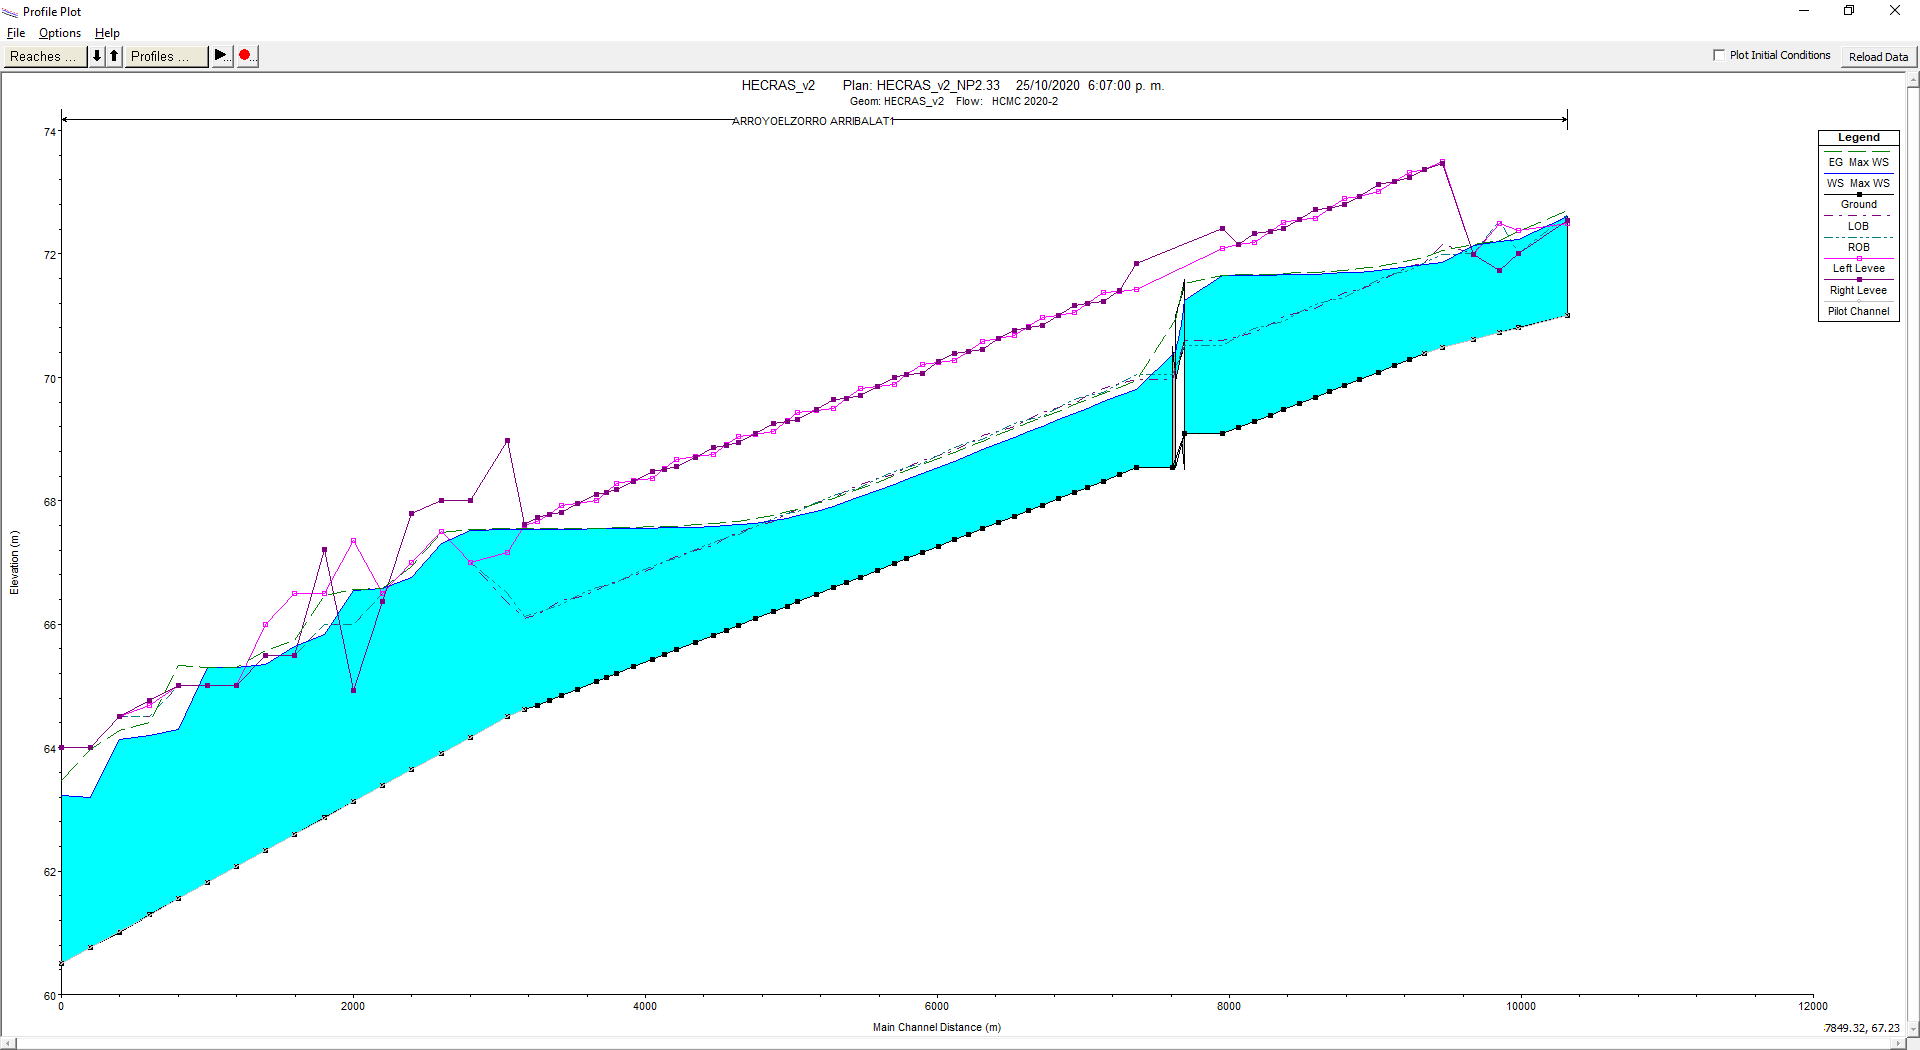 Profile Plot
File Options Help
Reaches ... Profiles ... ... ...
Plot Initial Conditions Reload Data
HECRAS_v2 Plan: HECRAS_v2_NP2.33 25/10/2020 6:07:00 p. m.
Geom: HECRAS_v2 Flow: HCMC 2020-2
ARROYOELZORRO ARRIBALAT1
Legend
EG Max WS
WS Max WS
Ground
LOB
ROB
Left Levee
Right Levee
Pilot Channel
74
72
70
68
66
64
62
60
Elevation (m)
0 2000 4000 6000 8000 10000 12000
Main Channel Distance (m)
7849.32, 67.23